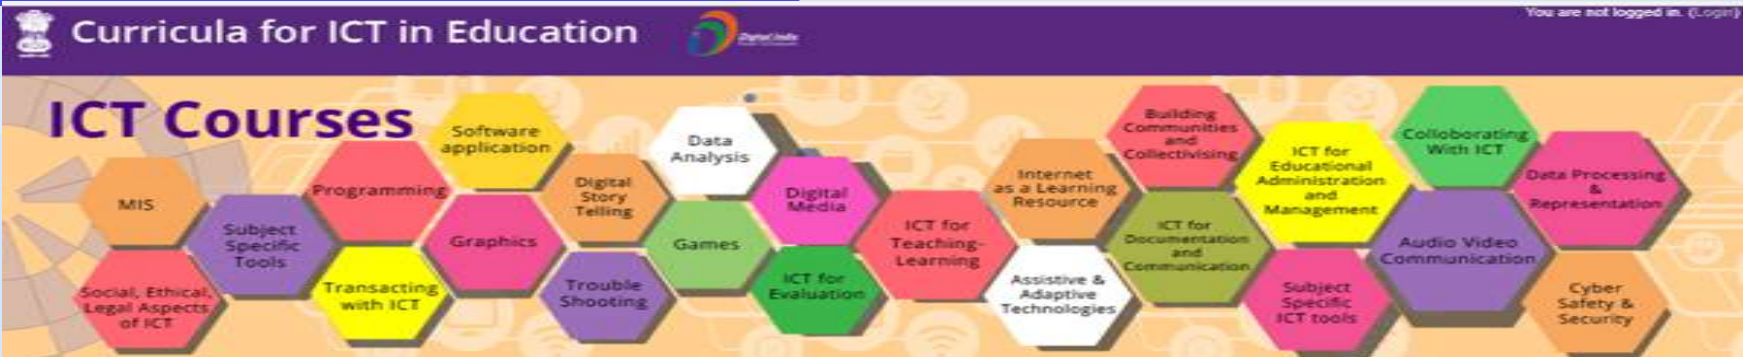 You are not logged in. (Login)
Curricula for ICT in Education
Digital India
ICT Courses
MIS
Social, Ethical,
Legal Aspects
of ICT
Subject
Specific
Tools
Programming
Transacting
with ICT
Software
application
Graphics
Digital
Story
Telling
Trouble
Shooting
Data
Analysis
Games
Digital
Media
ICT for
Evaluation
ICT for
Teaching-
Learning
Internet
as a Learning
Resource
Assistive &
Adaptive
Technologies
Building
Communities
and
Collectivising
ICT for
Documentation
and
Communication
ICT for
Educational
Administration
and
Management
Subject
Specific
ICT tools
Colloborating
With ICT
Audio Video
Communication
Data Processing
&
Representation
Cyber
Safety &
Security